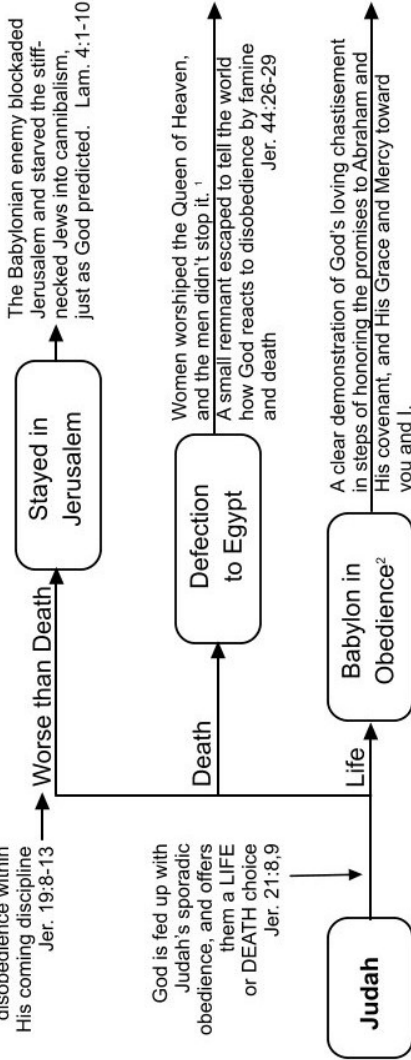 disobedience within
His coming discipline
Jer. 19:8-13
Worse than Death
Stayed in
Jerusalem
The Babylonian enemy blockaded
Jerusalem and starved the stiff-
necked Jews into cannibalism,
just as God predicted. Lam. 4:1-10
God is fed up with
Judah's sporadic
obedience, and offers
them a LIFE
or DEATH choice
Jer. 21:8,9
Death
Defection
to Egypt
Women worshiped the Queen of Heaven,
and the men didn't stop it. ¹
A small remnant escaped to tell the world
how God reacts to disobedience by famine
and death
Jer. 44:26-29
Judah
Life
Babylon in
Obedience²
A clear demonstration of God's loving chastisement
in steps of honoring the promises to Abraham and
His covenant, and His Grace and Mercy toward
you and I.